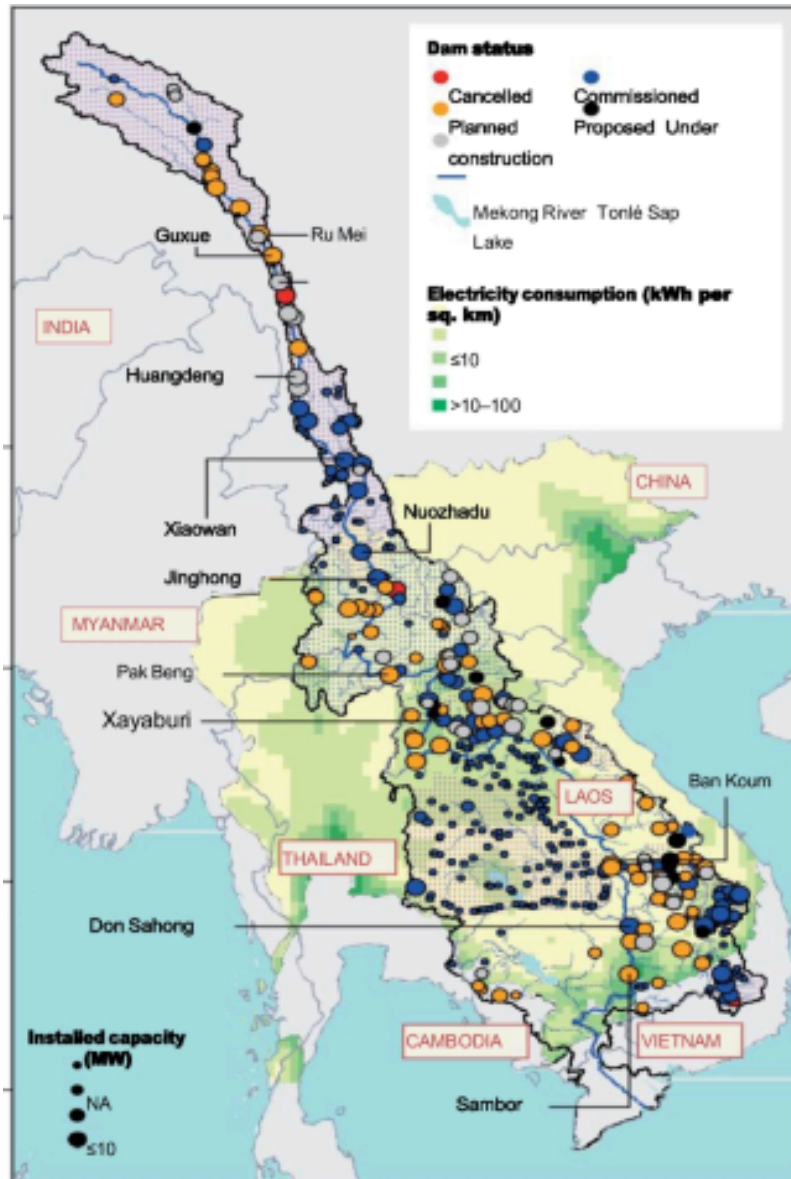 Dam status
Cancelled Commissioned
Planned Proposed Under
construction
Mekong River Tonlé Sap
Lake
Guxue
Ru Mei
INDIA
Electricity consumption (kWh per
sq. km)
≤10
>10–100
Huangdeng
CHINA
Xiaowan
Nuozhadu
Jinghong
MYANMAR
Pak Beng
Xayaburi
Ban Koum
LAOS
THAILAND
Don Sahong
Installed capacity
(MW)
NA
≤10
CAMBODIA
VIETNAM
Sambor